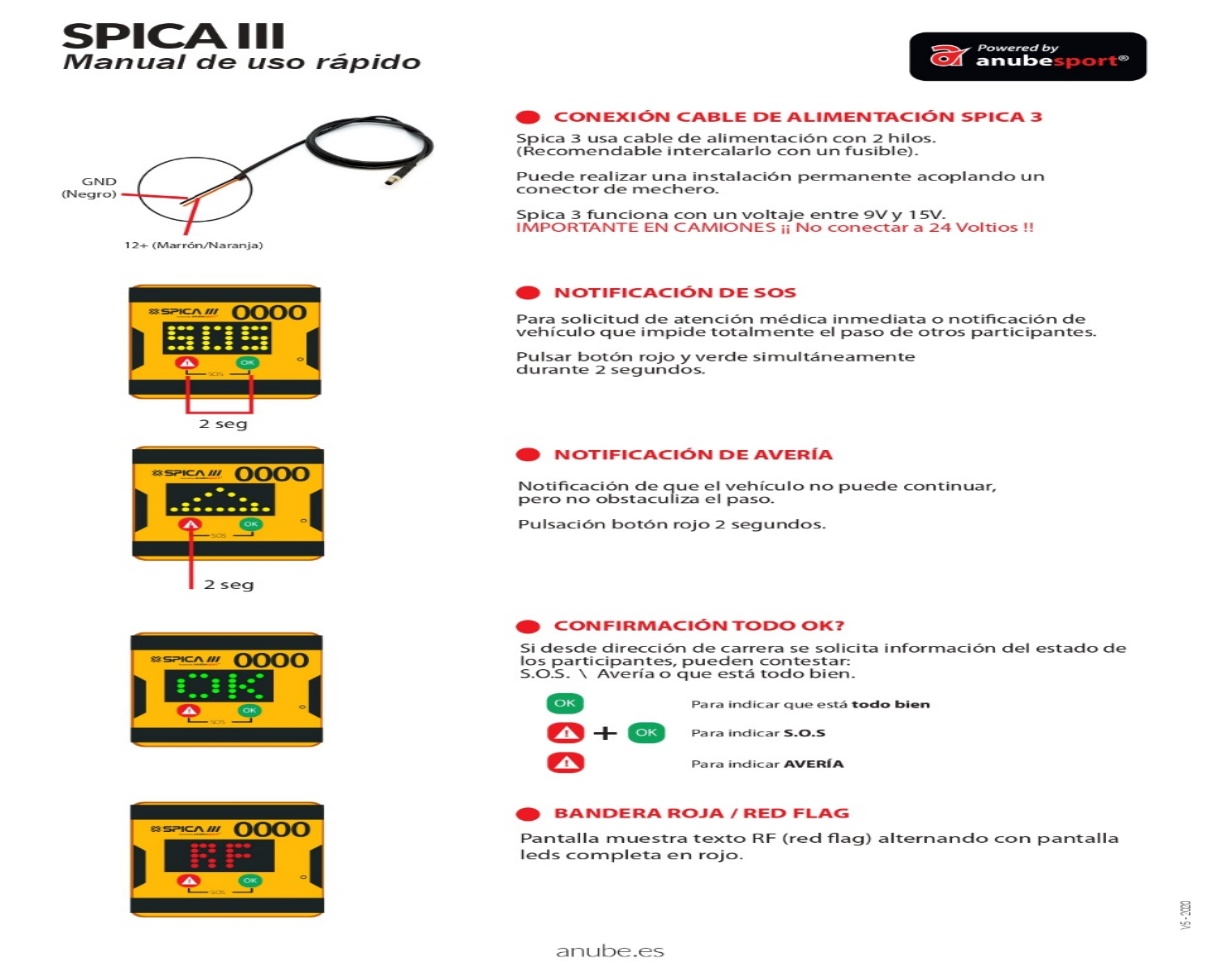 SPICA III
Manual de uso rápido
Powered by
anubesport®
GND
(Negro)
12+ (Marrón/Naranja)
CONEXIÓN CABLE DE ALIMENTACIÓN SPICA 3
Spica 3 usa cable de alimentación con 2 hilos.
(Recomendable intercalarlo con un fusible).
Puede realizar una instalación permanente acoplando un
conector de mechero.
Spica 3 funciona con un voltaje entre 9V y 15V.
IMPORTANTE EN CAMIONES ¡¡ No conectar a 24 Voltios !!
SPICA III 0000
SOS
OK
SOS
2 seg
NOTIFICACIÓN DE SOS
Para solicitud de atención médica inmediata o notificación de
vehículo que impide totalmente el paso de otros participantes.
Pulsar botón rojo y verde simultáneamente
durante 2 segundos.
SPICA III 0000
OK
SOS
2 seg
NOTIFICACIÓN DE AVERÍA
Notificación de que el vehículo no puede continuar,
pero no obstaculiza el paso.
Pulsación botón rojo 2 segundos.
SPICA III 0000
OK
OK
SOS
CONFIRMACIÓN TODO OK?
Si desde dirección de carrera se solicita información del estado de
los participantes, pueden contestar:
S.O.S. \ Avería o que está todo bien.
OK Para indicar que está todo bien
+ OK Para indicar S.O.S
Para indicar AVERÍA
SPICA III 0000
RF
OK
SOS
BANDERA ROJA / RED FLAG
Pantalla muestra texto RF (red flag) alternando con pantalla
leds completa en rojo.
V5 - 2020
anube.es